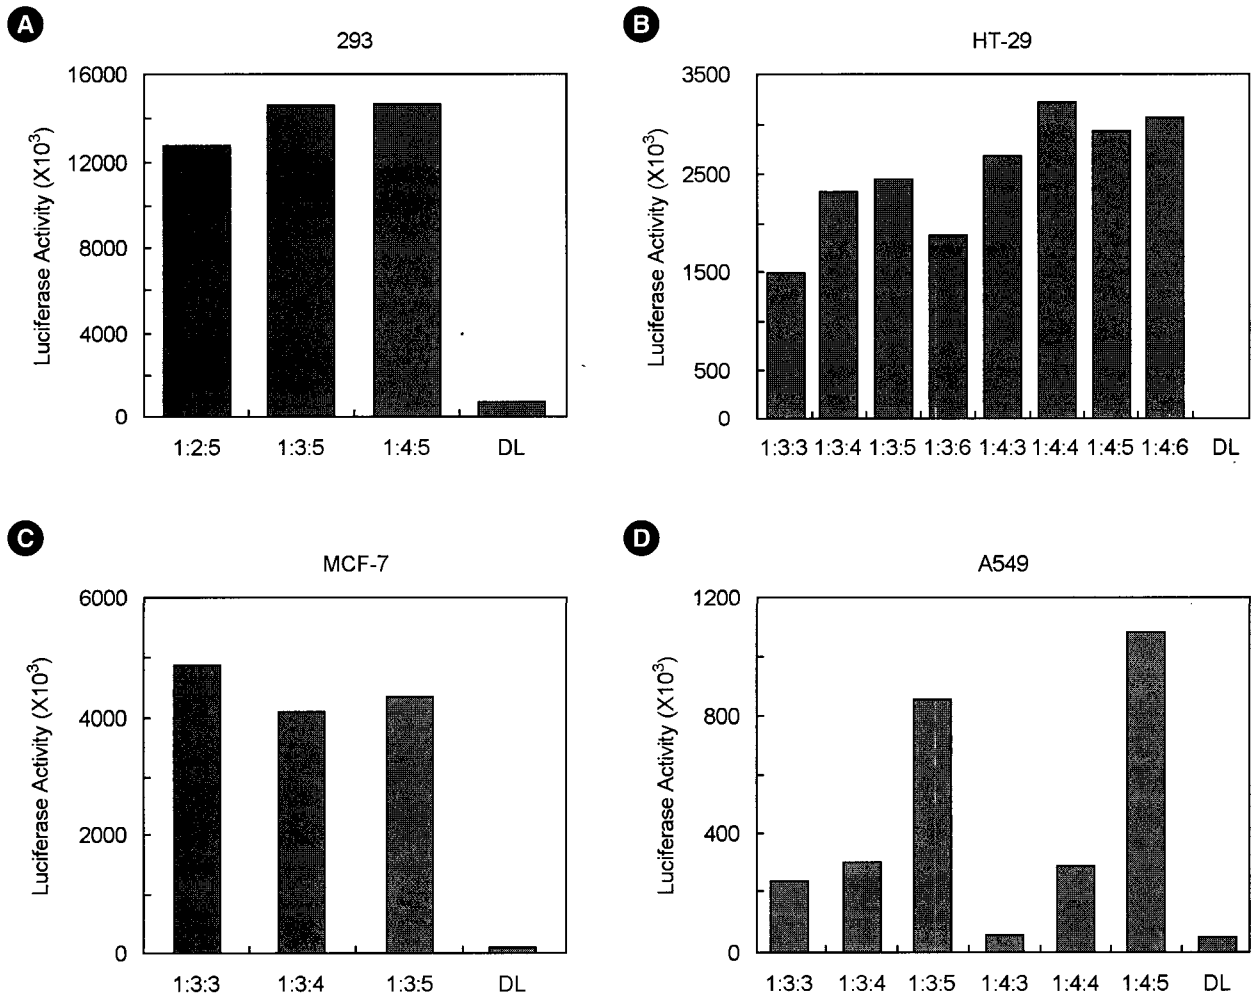 A
293
Luciferase Activity (X10³)
16000
12000
8000
4000
0
1:2:5 1:3:5 1:4:5 DL
B
HT-29
Luciferase Activity (X10³)
3500
2500
1500
500
0
1:3:3 1:3:4 1:3:5 1:3:6 1:4:3 1:4:4 1:4:5 1:4:6 DL
C
MCF-7
Luciferase Activity (X10³)
6000
4000
2000
0
1:3:3 1:3:4 1:3:5 DL
D
A549
Luciferase Activity (X10³)
1200
800
400
0
1:3:3 1:3:4 1:3:5 1:4:3 1:4:4 1:4:5 DL